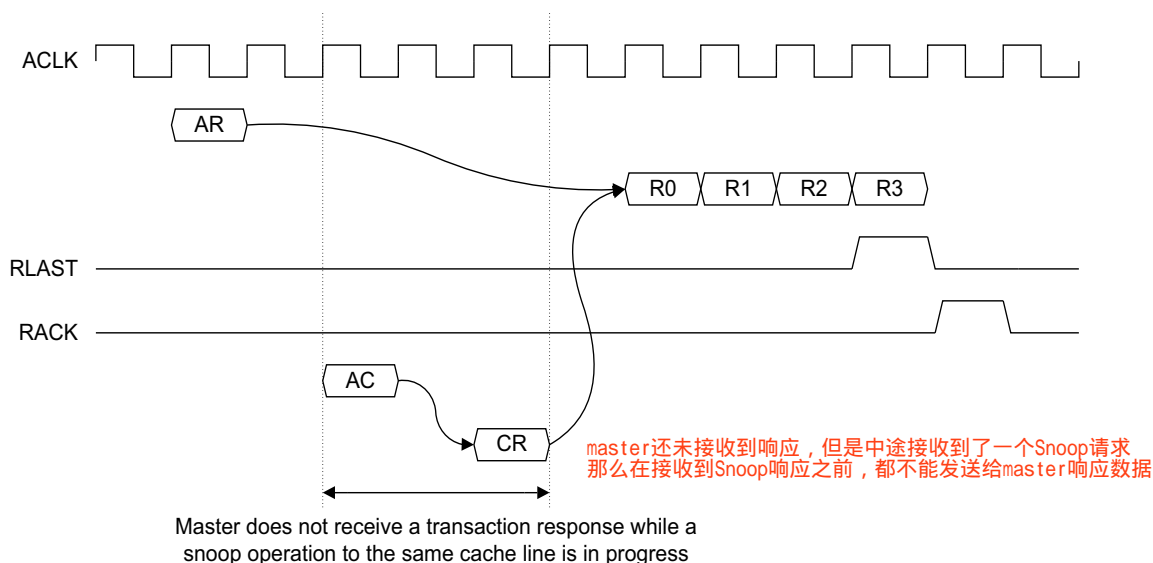 ACLK
AR
R0 R1 R2 R3
RLAST
RACK
AC
CR
master还未接收到响应，但是中途接收到了一个Snoop请求
那么在接收到Snoop响应之前，都不能发送给master响应数据
Master does not receive a transaction response while a
snoop operation to the same cache line is in progress